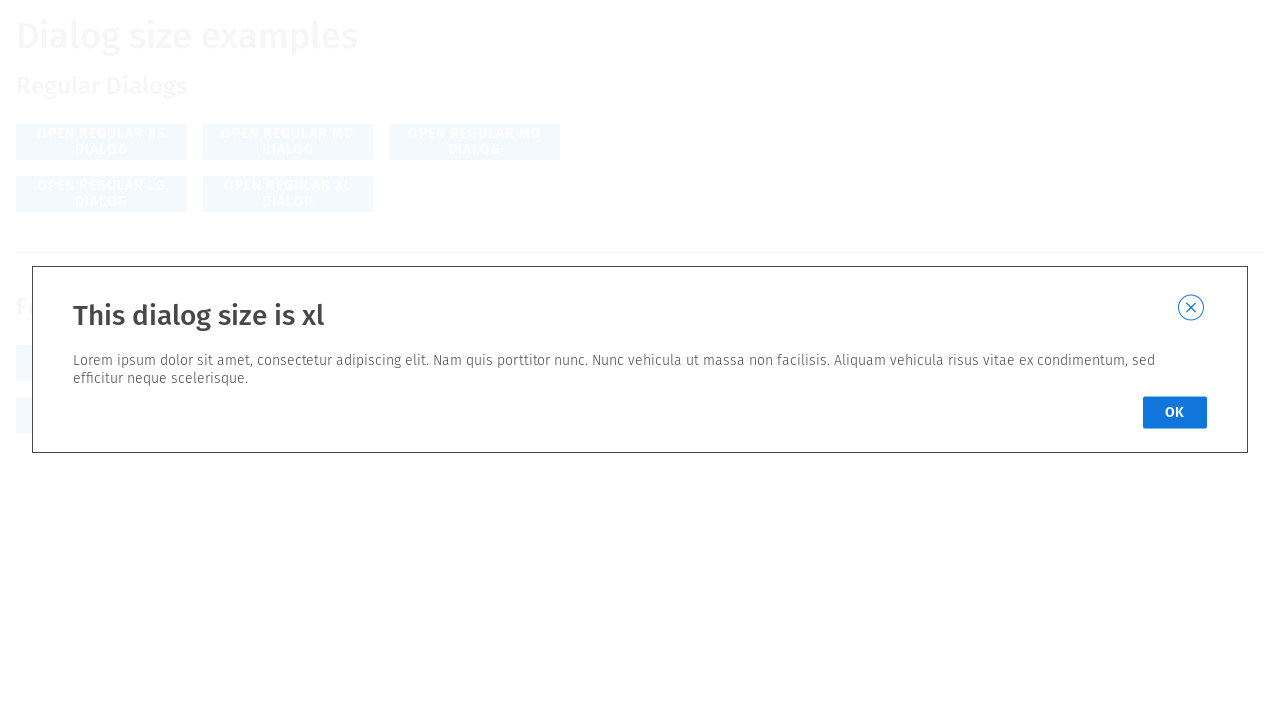 Dialog size examples
Regular Dialogs
OPEN REGULAR XS
DIALOG
OPEN REGULAR MD
DIALOG
OPEN REGULAR MD
DIALOG
OPEN REGULAR LG
DIALOG
OPEN REGULAR XL
DIALOG
This dialog size is xl
Lorem ipsum dolor sit amet, consectetur adipiscing elit. Nam quis porttitor nunc. Nunc vehicula ut massa non facilisis. Aliquam vehicula risus vitae ex condimentum, sed
efficitur neque scelerisque.
OK